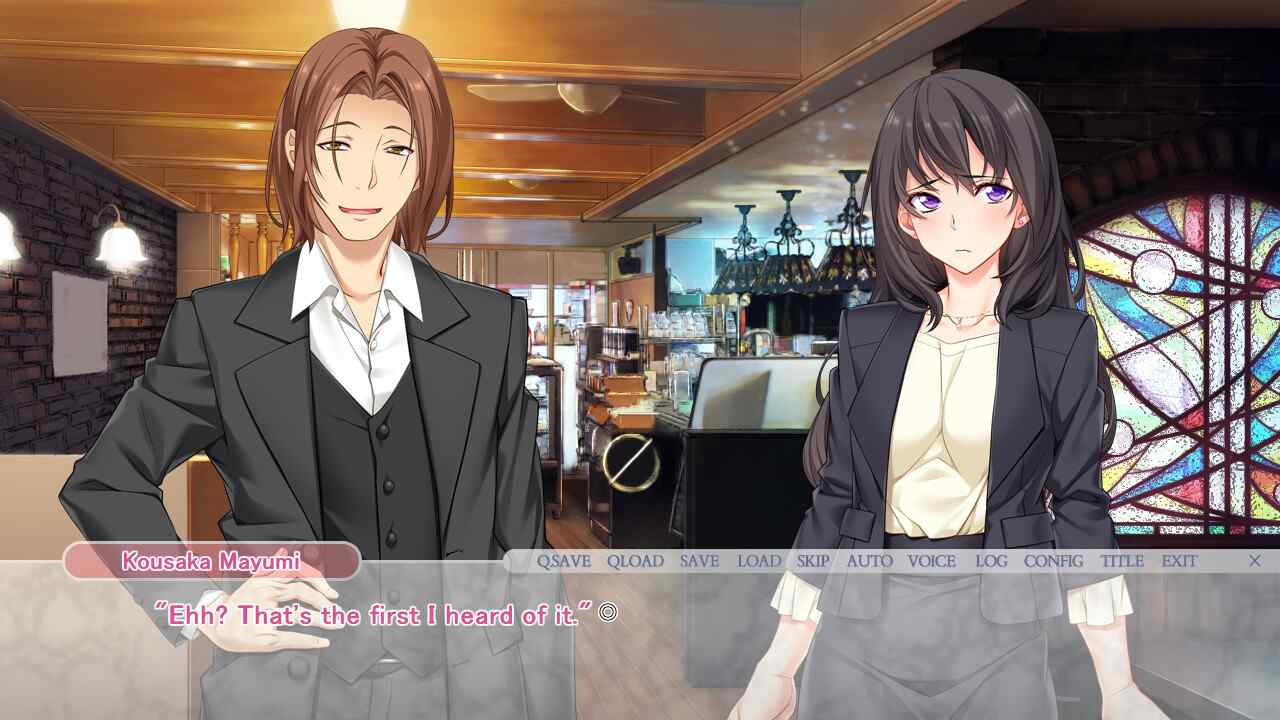 Kousaka Mayumi
QSAVE QLOAD SAVE LOAD SKIP AUTO VOICE LOG CONFIG TITLE EXIT ×
"Ehh? That's the first I heard of it."◎